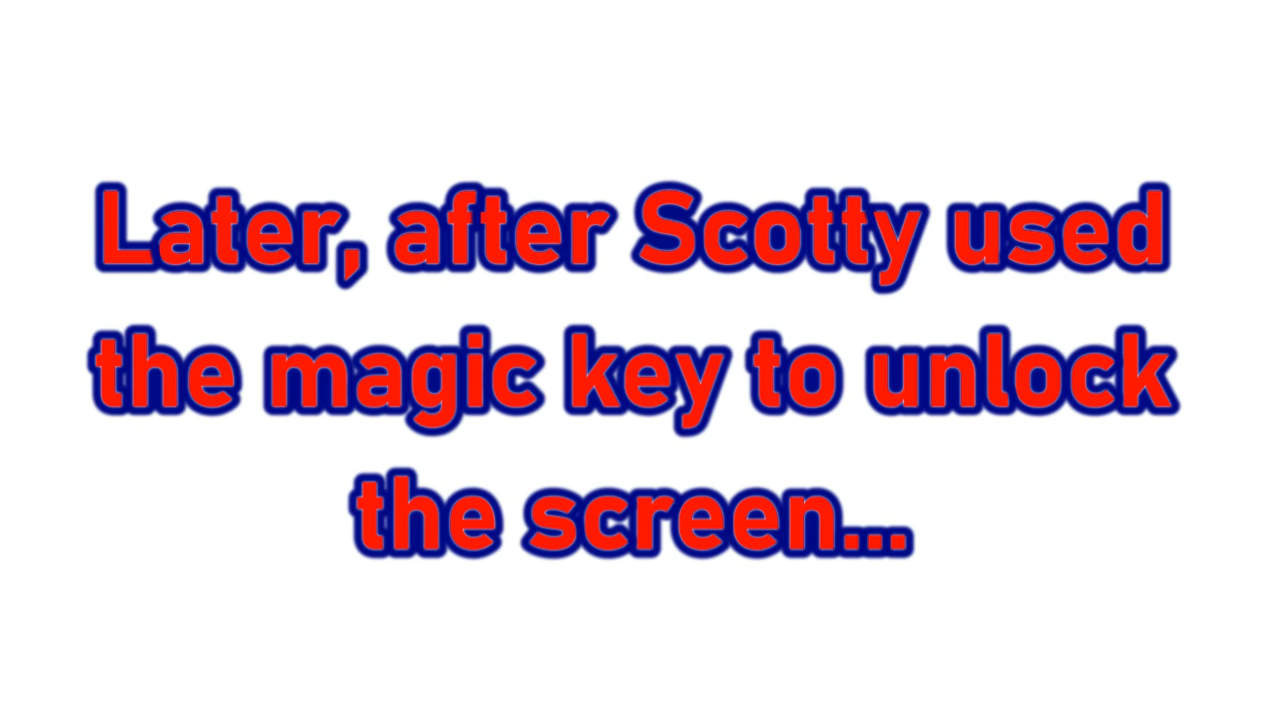 Later, after Scotty used
the magic key to unlock
the screen...